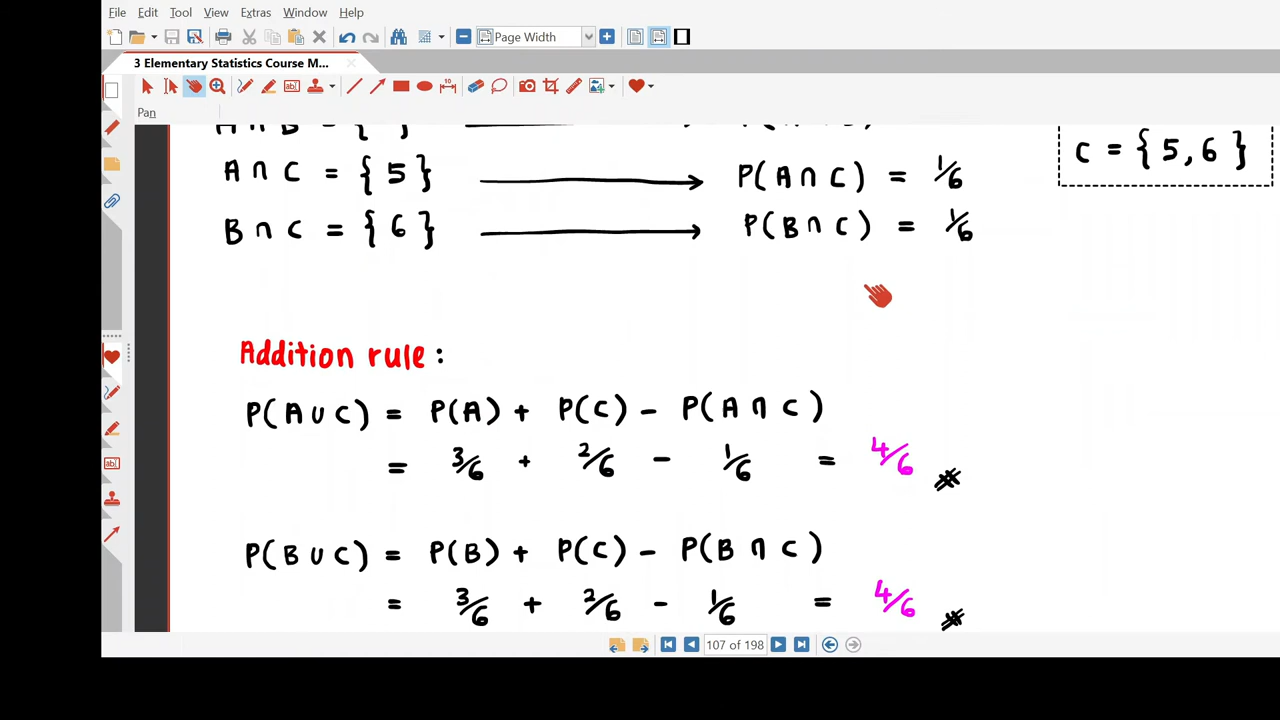 File Edit Tool View Extras Window Help
Page Width
3 Elementary Statistics Course M...
Pan
C = { 5, 6 }
A ∩ C = { 5 } → P( A ∩ C ) = 1/6
B ∩ C = { 6 } → P( B ∩ C ) = 1/6
Addition rule :
P( A ∪ C ) = P( A ) + P( C ) - P( A ∩ C )
= 3/6 + 2/6 - 1/6 = 4/6
P( B ∪ C ) = P( B ) + P( C ) - P( B ∩ C )
= 3/6 + 2/6 - 1/6 = 4/6
107 of 198